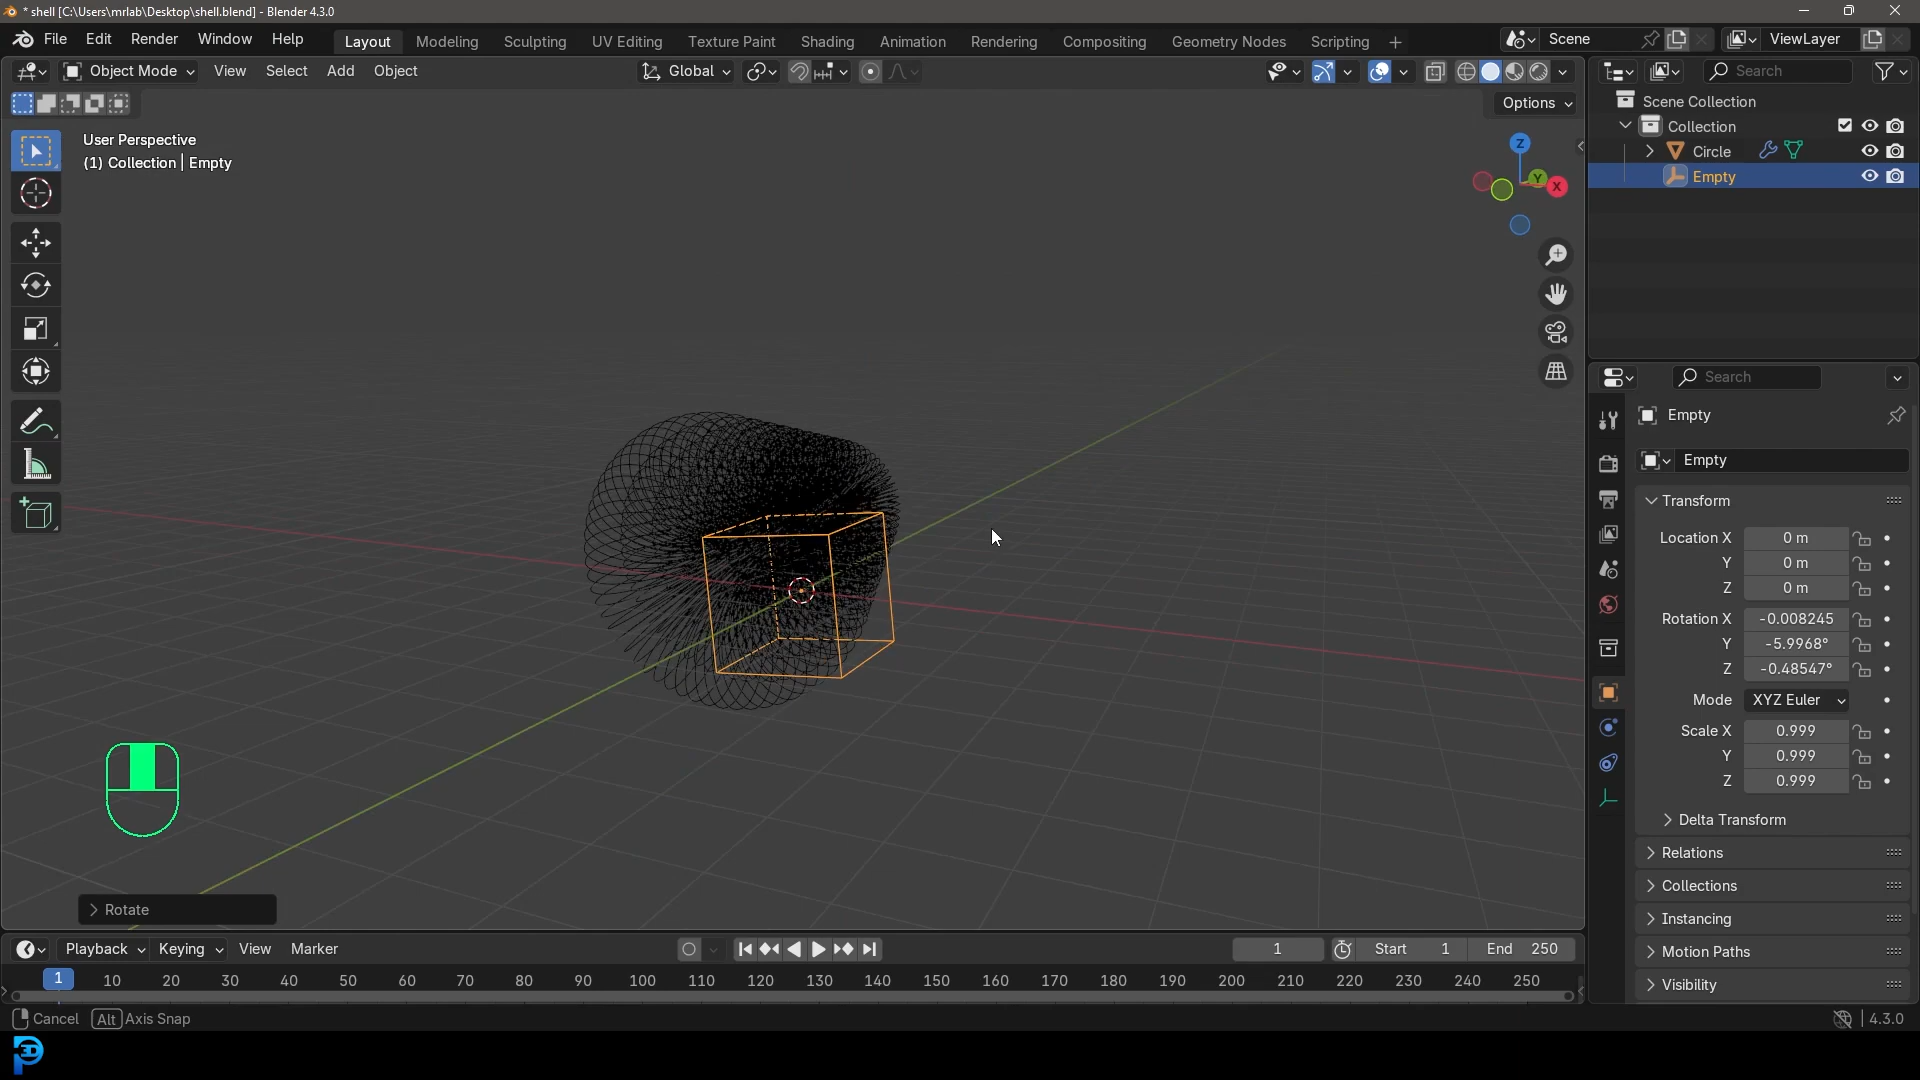 * shell [C:\Users\mrlab\Desktop\shell.blend] - Blender 4.3.0
File Edit Render Window Help
Layout Modeling Sculpting UV Editing Texture Paint Shading Animation Rendering Compositing Geometry Nodes Scripting +
Scene
ViewLayer
Object Mode View Select Add Object
Global
Search
Options
Scene Collection
Collection
Circle
Empty
User Perspective
(1) Collection | Empty
Z
Y
X
Search
Empty
Empty
Transform
Location X 0 m
Y 0 m
Z 0 m
Rotation X -0.008245
Y -5.9968°
Z -0.48547°
Mode XYZ Euler
Scale X 0.999
Y 0.999
Z 0.999
Delta Transform
Relations
Collections
Instancing
Motion Paths
Visibility
Rotate
Playback Keying View Marker
1 Start 1 End 250
1 10 20 30 40 50 60 70 80 90 100 110 120 130 140 150 160 170 180 190 200 210 220 230 240 250
Cancel Alt Axis Snap
4.3.0
3D